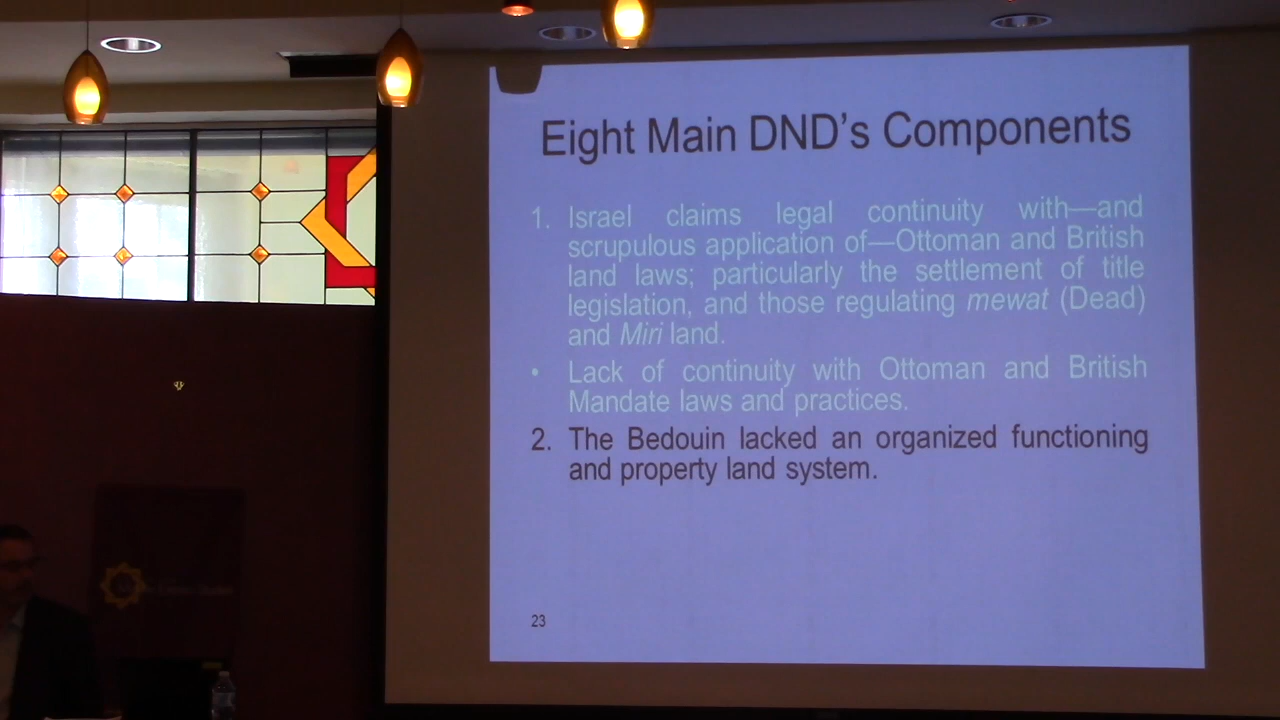 Eight Main DND's Components
1. Israel claims legal continuity with—and
scrupulous application of—Ottoman and British
land laws; particularly the settlement of title
legislation, and those regulating mewat (Dead)
and Miri land.
• Lack of continuity with Ottoman and British
Mandate laws and practices.
2. The Bedouin lacked an organized functioning
and property land system.
23